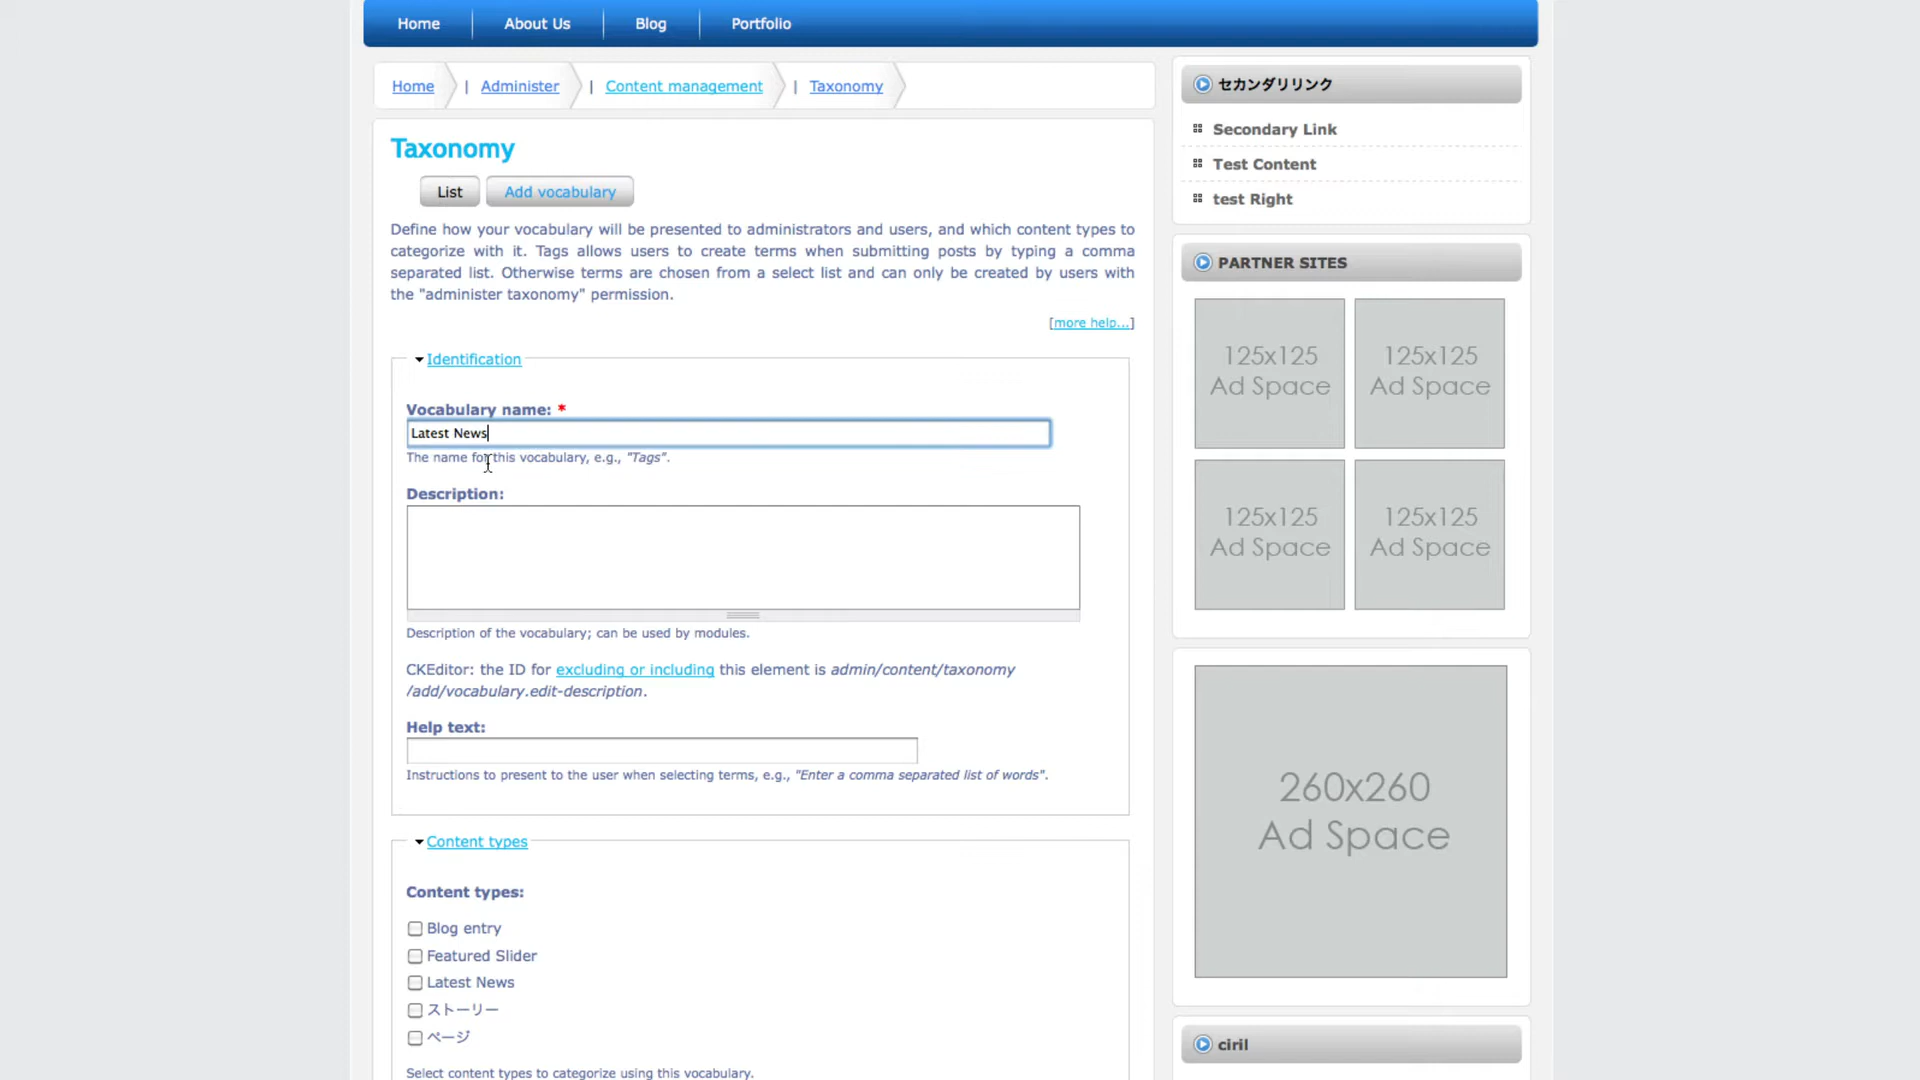 Home
About Us
Blog
Portfolio
Home | Administer | Content management | Taxonomy
Taxonomy
List
Add vocabulary
Define how your vocabulary will be presented to administrators and users, and which content types to
categorize with it. Tags allows users to create terms when submitting posts by typing a comma
separated list. Otherwise terms are chosen from a select list and can only be created by users with
the "administer taxonomy" permission.
[more help...]
Identification
Vocabulary name: *
Latest News
The name for this vocabulary, e.g., "Tags".
Description:
Description of the vocabulary; can be used by modules.
CKEditor: the ID for excluding or including this element is admin/content/taxonomy
/add/vocabulary.edit-description.
Help text:
Instructions to present to the user when selecting terms, e.g., "Enter a comma separated list of words".
Content types
Content types:
Blog entry
Featured Slider
Latest News
ストーリー
ページ
Select content types to categorize using this vocabulary.
セカンダリリンク
Secondary Link
Test Content
test Right
PARTNER SITES
125x125
Ad Space
125x125
Ad Space
125x125
Ad Space
125x125
Ad Space
260x260
Ad Space
ciril